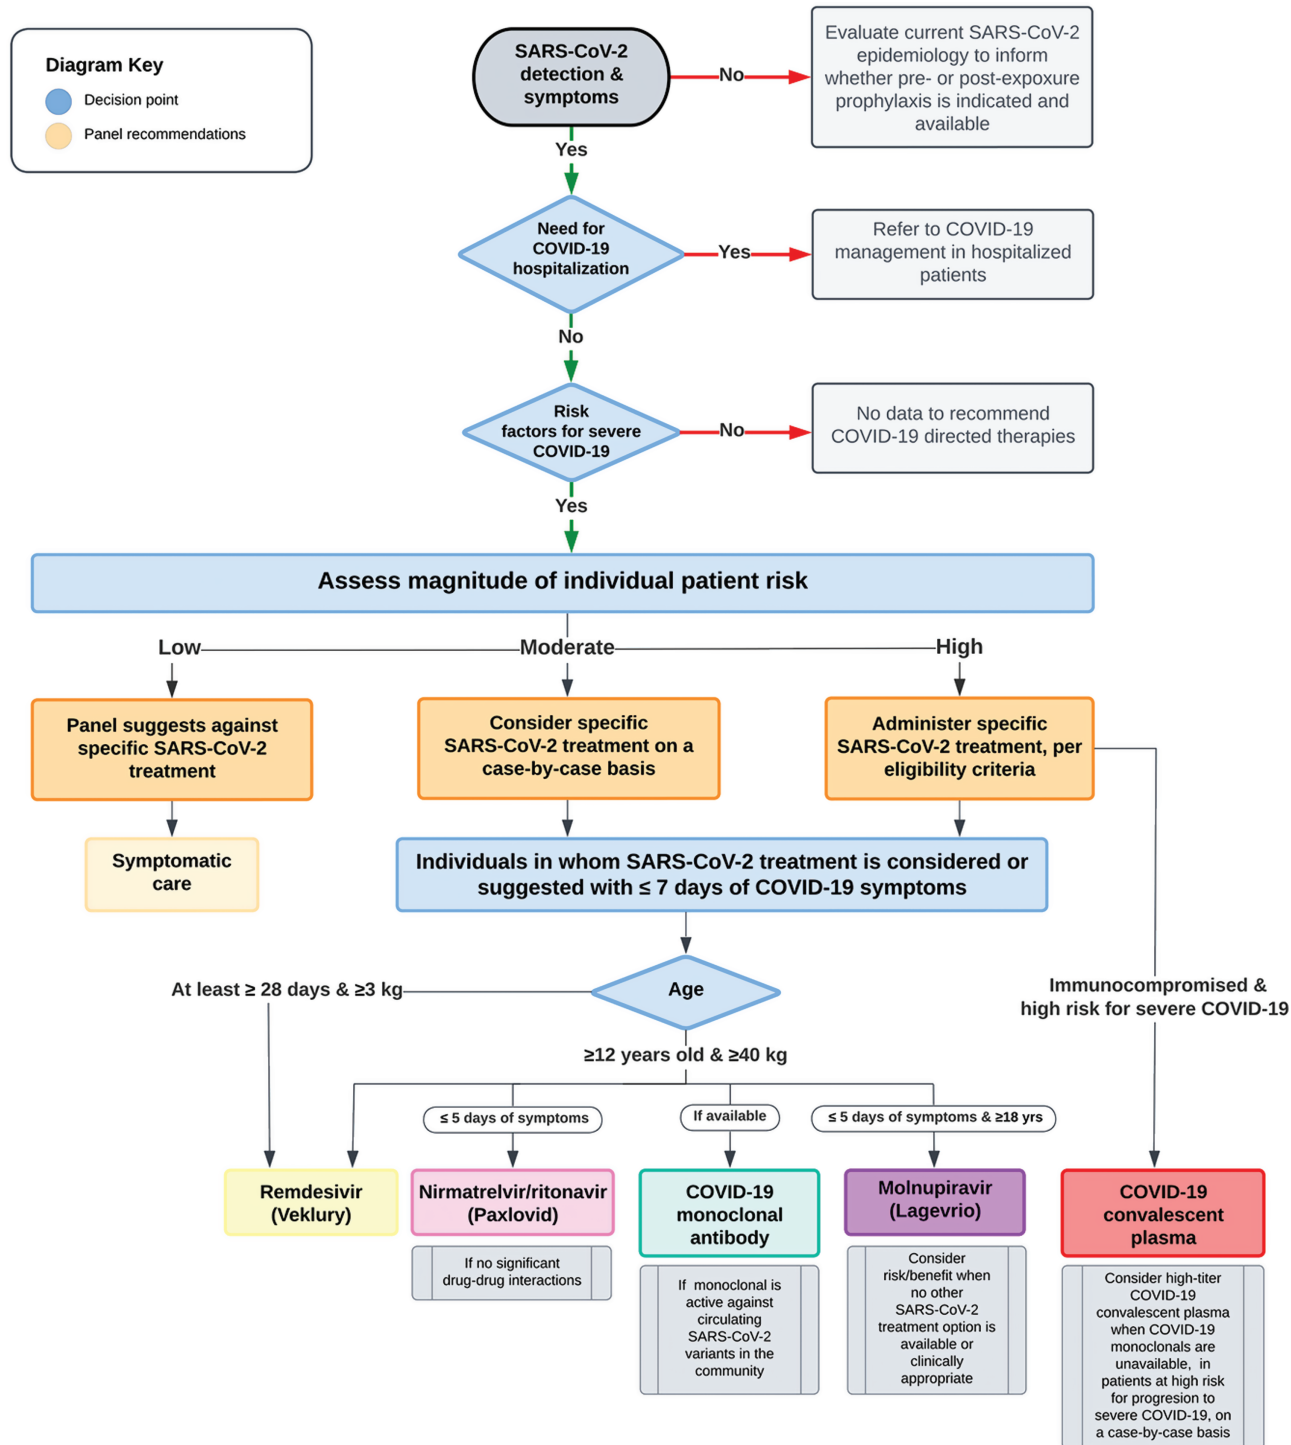 Diagram Key
Decision point
Panel recommendations
SARS-CoV-2
detection &
symptoms
No
Evaluate current SARS-CoV-2
epidemiology to inform
whether pre- or post-expoxure
prophylaxis is indicated and
available
Yes
Need for
COVID-19
hospitalization
Yes
Refer to COVID-19
management in hospitalized
patients
No
Risk
factors for severe
COVID-19
No
No data to recommend
COVID-19 directed therapies
Yes
Assess magnitude of individual patient risk
Low
Moderate
High
Panel suggests against
specific SARS-CoV-2
treatment
Consider specific
SARS-CoV-2 treatment on a
case-by-case basis
Administer specific
SARS-CoV-2 treatment, per
eligibility criteria
Symptomatic
care
Individuals in whom SARS-CoV-2 treatment is considered or
suggested with ≤ 7 days of COVID-19 symptoms
At least ≥ 28 days & ≥3 kg
Age
Immunocompromised &
high risk for severe COVID-19
≥12 years old & ≥40 kg
≤ 5 days of symptoms
If available
≤ 5 days of symptoms & ≥18 yrs
Remdesivir
(Veklury)
Nirmatrelvir/ritonavir
(Paxlovid)
COVID-19
monoclonal
antibody
Molnupiravir
(Lagevrio)
COVID-19
convalescent
plasma
If no significant
drug-drug interactions
If monoclonal is
active against
circulating
SARS-CoV-2
variants in the
community
Consider
risk/benefit when
no other
SARS-CoV-2
treatment option is
available or
clinically
appropriate
Consider high-titer
COVID-19
convalescent plasma
when COVID-19
monoclonals are
unavailable, in
patients at high risk
for progresion to
severe COVID-19, on
a case-by-case basis